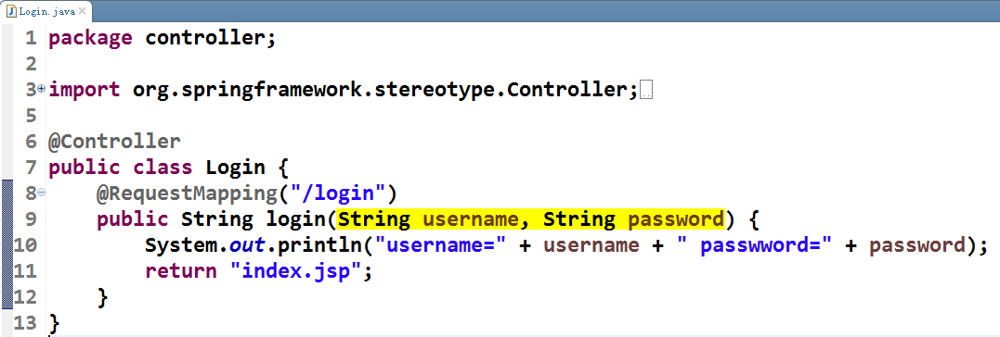 Login.java
1 package controller;
2
3 import org.springframework.stereotype.Controller;
5
6 @Controller
7 public class Login {
8 @RequestMapping("/login")
9 public String login(String username, String password) {
10 System.out.println("username=" + username + " passwword=" + password);
11 return "index.jsp";
12 }
13 }